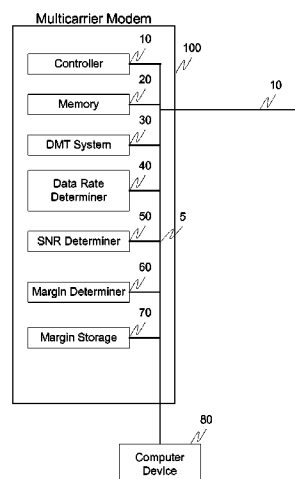 Multicarrier Modem
10
100
Controller
20
10
Memory
30
DMT System
40
Data Rate
Determiner
50
5
SNR Determiner
60
Margin Determiner
70
Margin Storage
80
Computer
Device